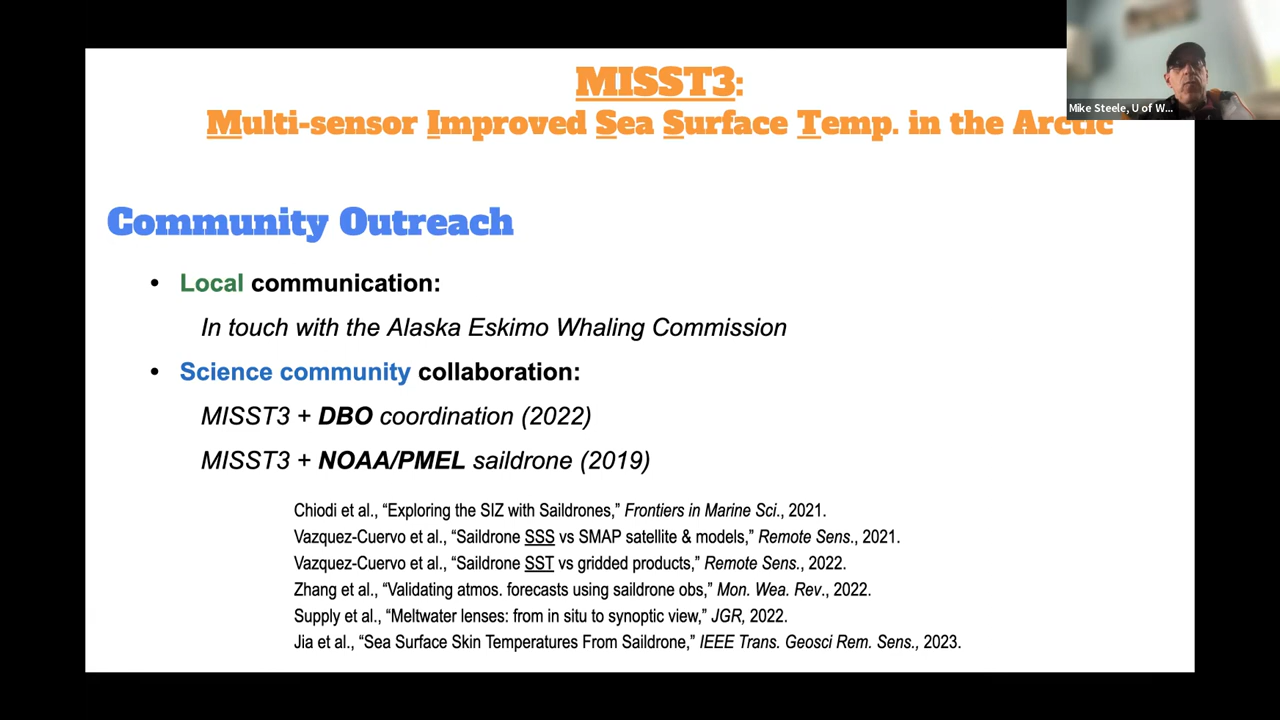 MISST3:
Multi-sensor Improved Sea Surface Temp. in the Arctic
Mike Steele, U of W...
Community Outreach
• Local communication:
In touch with the Alaska Eskimo Whaling Commission
• Science community collaboration:
MISST3 + DBO coordination (2022)
MISST3 + NOAA/PMEL saildrone (2019)
Chiodi et al., “Exploring the SIZ with Saildrones,” Frontiers in Marine Sci., 2021.
Vazquez-Cuervo et al., “Saildrone SSS vs SMAP satellite & models,” Remote Sens., 2021.
Vazquez-Cuervo et al., “Saildrone SST vs gridded products,” Remote Sens., 2022.
Zhang et al., “Validating atmos. forecasts using saildrone obs,” Mon. Wea. Rev., 2022.
Supply et al., “Meltwater lenses: from in situ to synoptic view,” JGR, 2022.
Jia et al., “Sea Surface Skin Temperatures From Saildrone,” IEEE Trans. Geosci Rem. Sens., 2023.